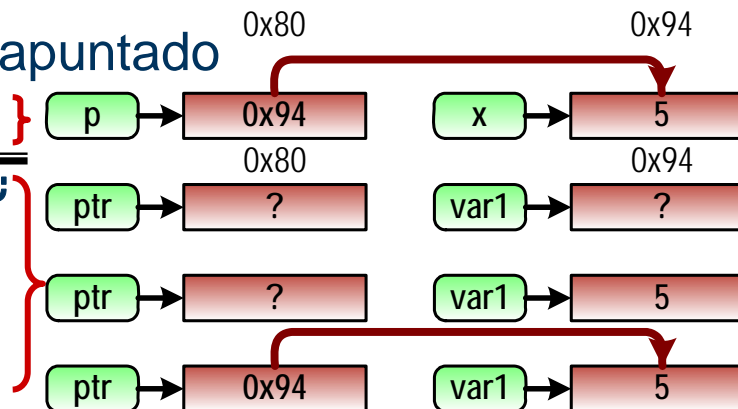 0x80 0x94
apuntado
p 0x94 x 5
0x80 0x94
ptr ? var1 ?
ptr ? var1 5
ptr 0x94 var1 5